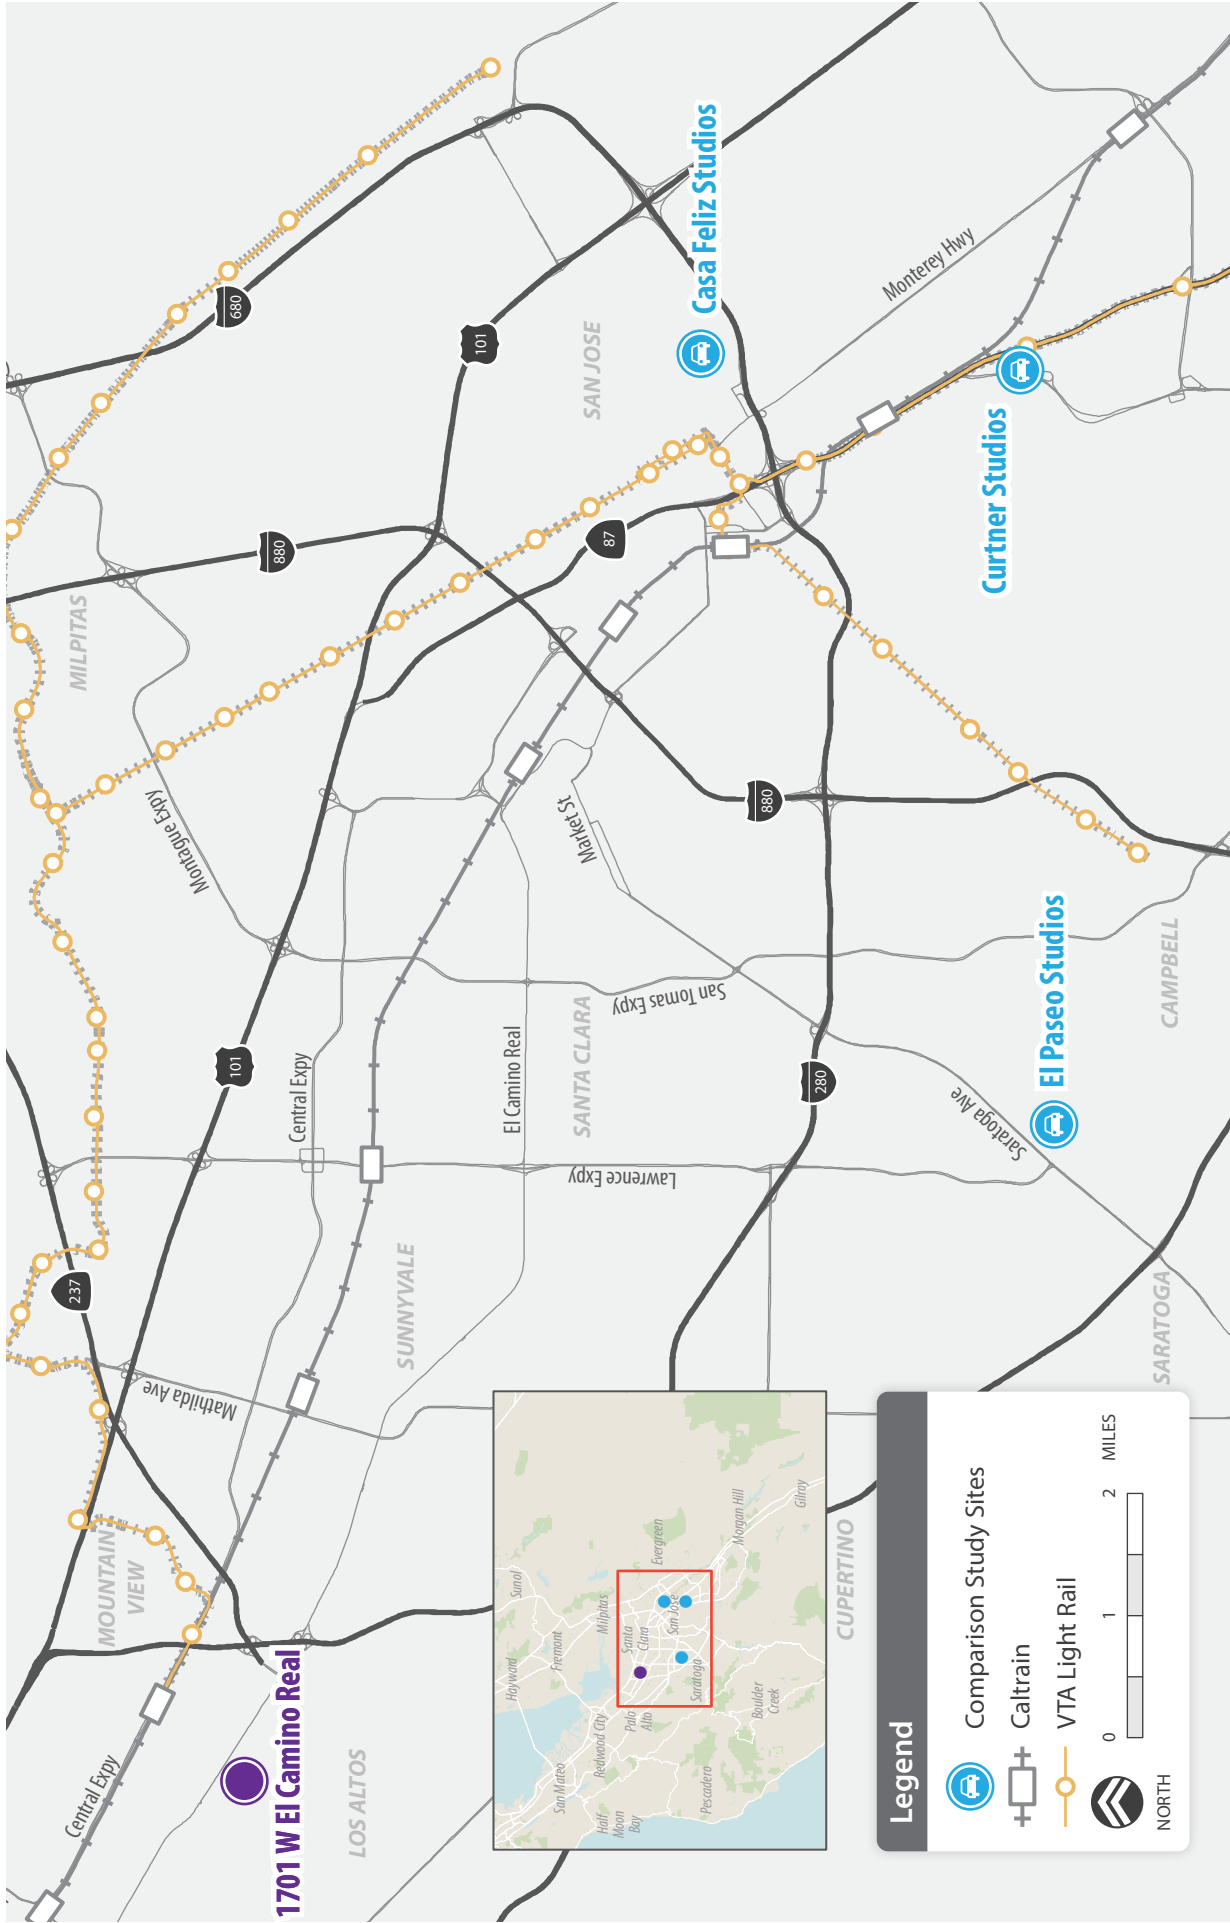 Central Expy
1701 W El Camino Real
LOS ALTOS
MOUNTAIN
VIEW
Mathilda Ave
237
SUNNYVALE
Central Expy
101
Lawrence Expy
El Camino Real
SANTA CLARA
San Tomas Expy
Montague Expy
Market St
MILPITAS
880
880
87
680
101
SAN JOSE
Casa Feliz Studios
Monterey Hwy
Curtner Studios
280
El Paseo Studios
Saratoga Ave
CAMPBELL
SARATOGA
CUPERTINO
Hayward
Sunol
Fremont
San Mateo
Redwood City
Half
Moon
Bay
Palo
Alto
Milpitas
Santa
Clara
San Jose
Evergreen
Saratoga
Pescadero
Boulder
Creek
Morgan Hill
Gilroy
Legend
Comparison Study Sites
Caltrain
VTA Light Rail
NORTH
0
1
2
MILES